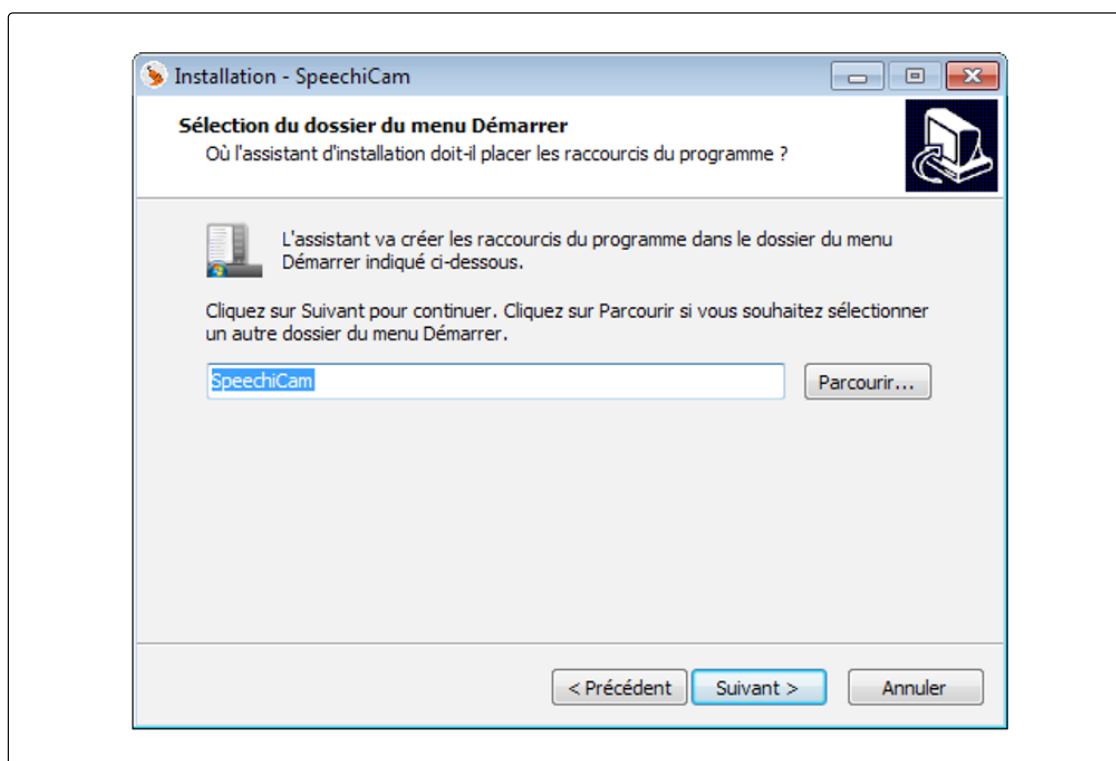 Installation - SpeechiCam
Sélection du dossier du menu Démarrer
Où l'assistant d'installation doit-il placer les raccourcis du programme ?
L'assistant va créer les raccourcis du programme dans le dossier du menu
Démarrer indiqué ci-dessous.
Cliquez sur Suivant pour continuer. Cliquez sur Parcourir si vous souhaitez sélectionner
un autre dossier du menu Démarrer.
SpeechiCam
Parcourir...
< Précédent
Suivant >
Annuler